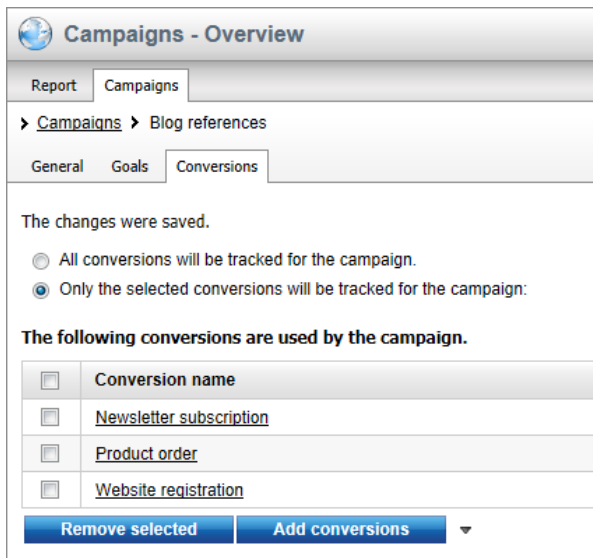 Campaigns - Overview
Report Campaigns
Campaigns Blog references
General Goals Conversions
The changes were saved.
All conversions will be tracked for the campaign.
Only the selected conversions will be tracked for the campaign:
The following conversions are used by the campaign.
Conversion name
Newsletter subscription
Product order
Website registration
Remove selected Add conversions